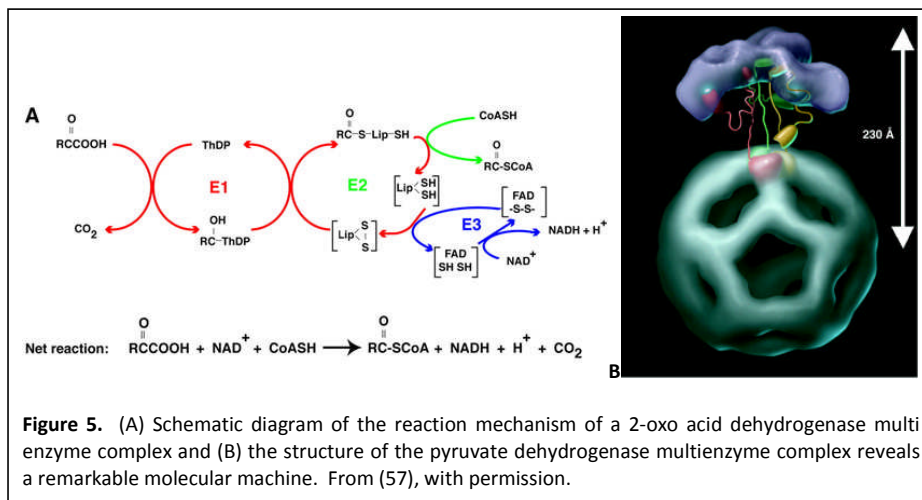 A
O
RCCOOH
ThDP
CO2
E1
OH
RC-ThDP
O
RC-S-Lip-SH
CoASH
O
RC-SCoA
E2
Lip SH
SH
Lip S
S
E3
FAD
-S-S-
FAD
SH SH
NADH + H+
NAD+
Net reaction: RCCOOH + NAD+ + CoASH → RC-SCoA + NADH + H+ + CO2
O
O
230 Å
B
Figure 5. (A) Schematic diagram of the reaction mechanism of a 2-oxo acid dehydrogenase multi
enzyme complex and (B) the structure of the pyruvate dehydrogenase multienzyme complex reveals
a remarkable molecular machine. From (57), with permission.